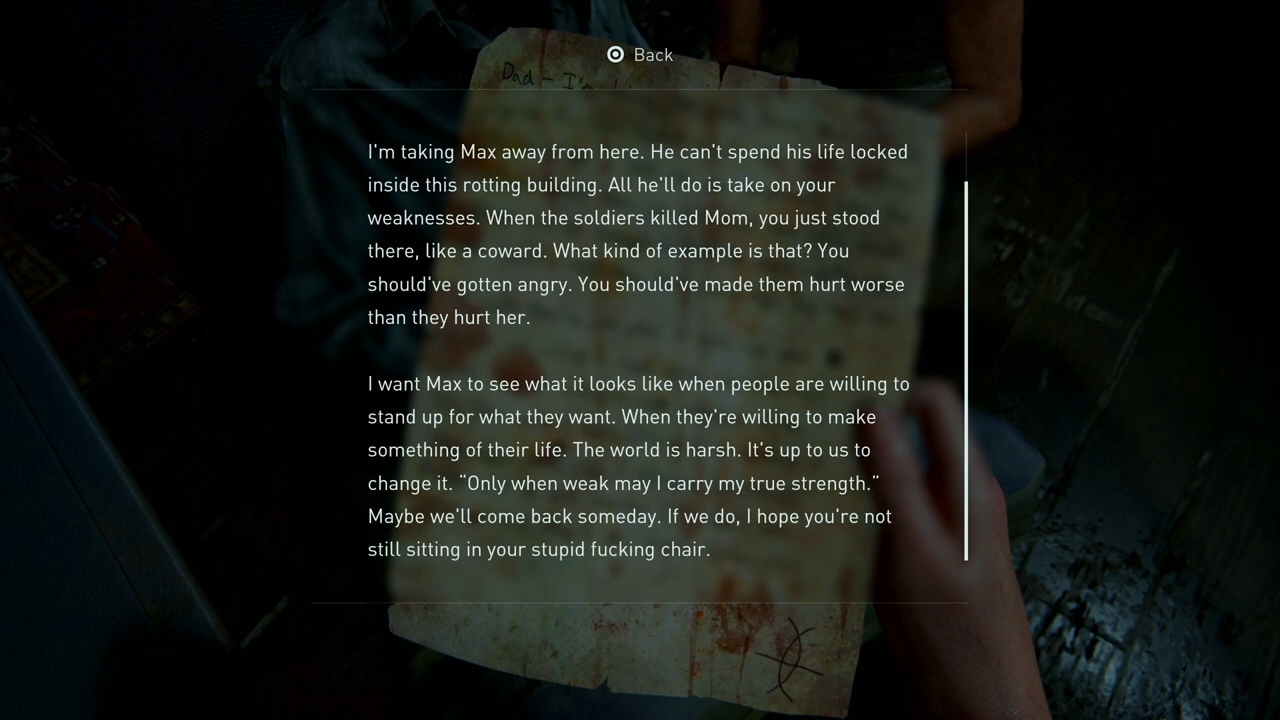 Back
Dad - I'm
I'm taking Max away from here. He can't spend his life locked
inside this rotting building. All he'll do is take on your
weaknesses. When the soldiers killed Mom, you just stood
there, like a coward. What kind of example is that? You
should've gotten angry. You should've made them hurt worse
than they hurt her.
I want Max to see what it looks like when people are willing to
stand up for what they want. When they're willing to make
something of their life. The world is harsh. It's up to us to
change it. “Only when weak may I carry my true strength.”
Maybe we'll come back someday. If we do, I hope you're not
still sitting in your stupid fucking chair.